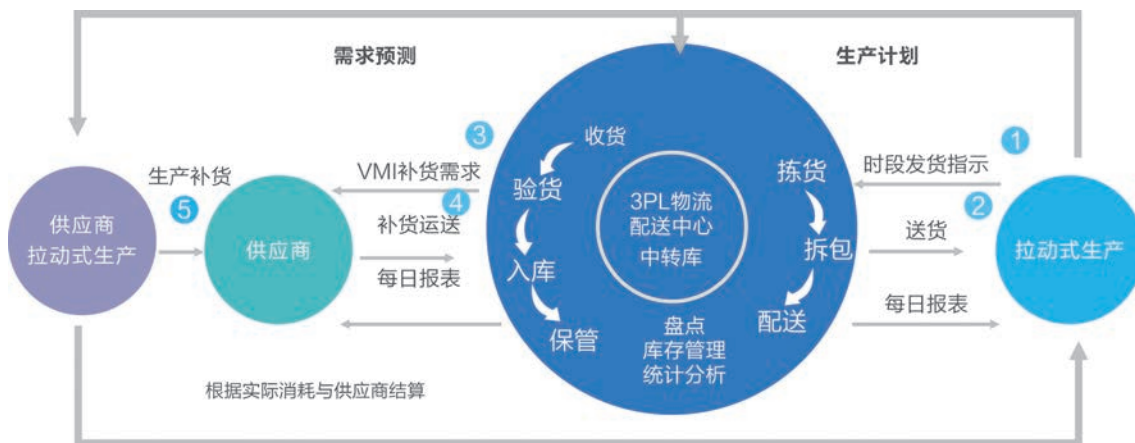 需求预测
生产计划
3
收货
1
生产补货
VMI补货需求
验货
拣货
时段发货指示
5
4
2
供应商
拉动式生产
供应商
补货运送
3PL物流
配送中心
中转库
拆包
送货
拉动式生产
每日报表
入库
配送
每日报表
保管
盘点
库存管理
统计分析
根据实际消耗与供应商结算